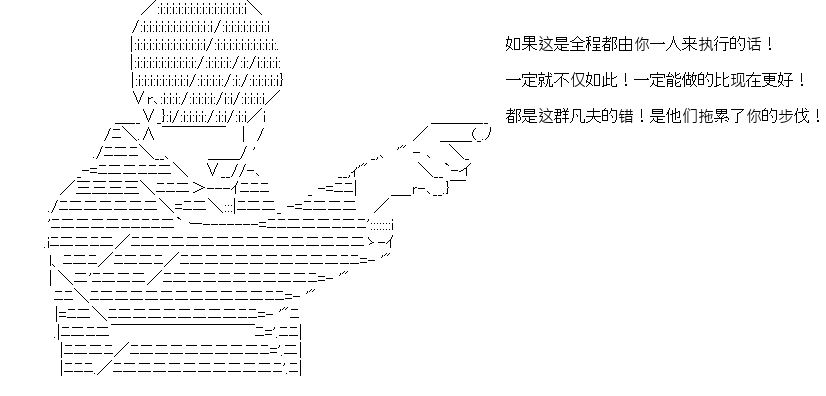 如果这是全程都由你一人来执行的话！
一定就不仅如此！一定能做的比现在更好！
都是这群凡夫的错！是他们拖累了你的步伐！